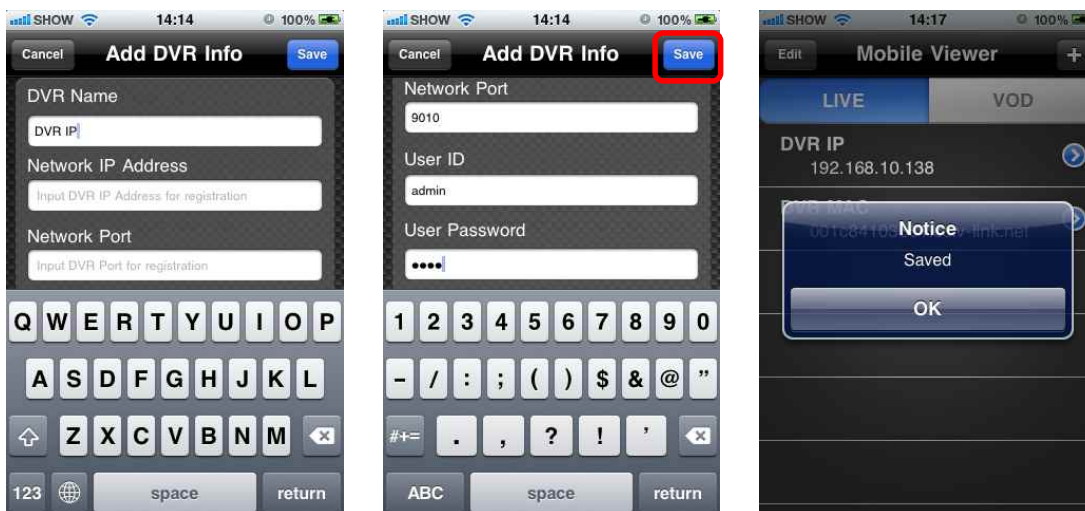 SHOW 14:14 100%
Cancel Add DVR Info Save
DVR Name
DVR IP
Network IP Address
Input DVR IP Address for registration
Network Port
Input DVR Port for registration
Q W E R T Y U I O P
A S D F G H J K L
Z X C V B N M
123 space return
SHOW 14:14 100%
Cancel Add DVR Info Save
Network Port
9010
User ID
admin
User Password
••••
1 2 3 4 5 6 7 8 9 0
- / : ; ( ) $ & @ "
#+= . , ? ! '
ABC space return
SHOW 14:17 100%
Edit Mobile Viewer +
LIVE VOD
DVR IP
192.168.10.138
DVR MAC
Notice
Saved
OK